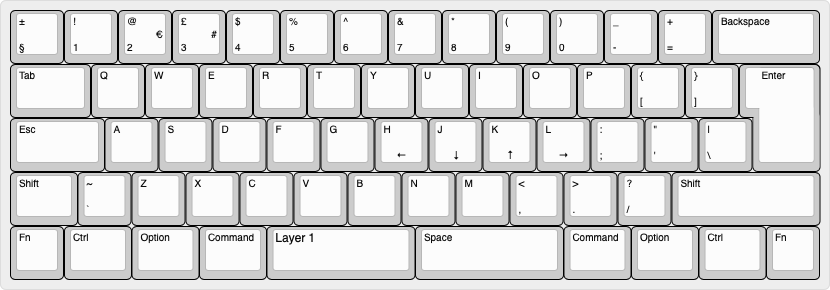 ± ! @ £ $ % ^ & * ( ) _ + Backspace
€ #
§ 1 2 3 4 5 6 7 8 9 0 - =
Tab Q W E R T Y U I O P { } Enter
[ ]
Esc A S D F G H J K L : " |
← ↓ ↑ → ; ' \
Shift ~ Z X C V B N M < > ? Shift
` , . /
Fn Ctrl Option Command Layer 1 Space Command Option Ctrl Fn